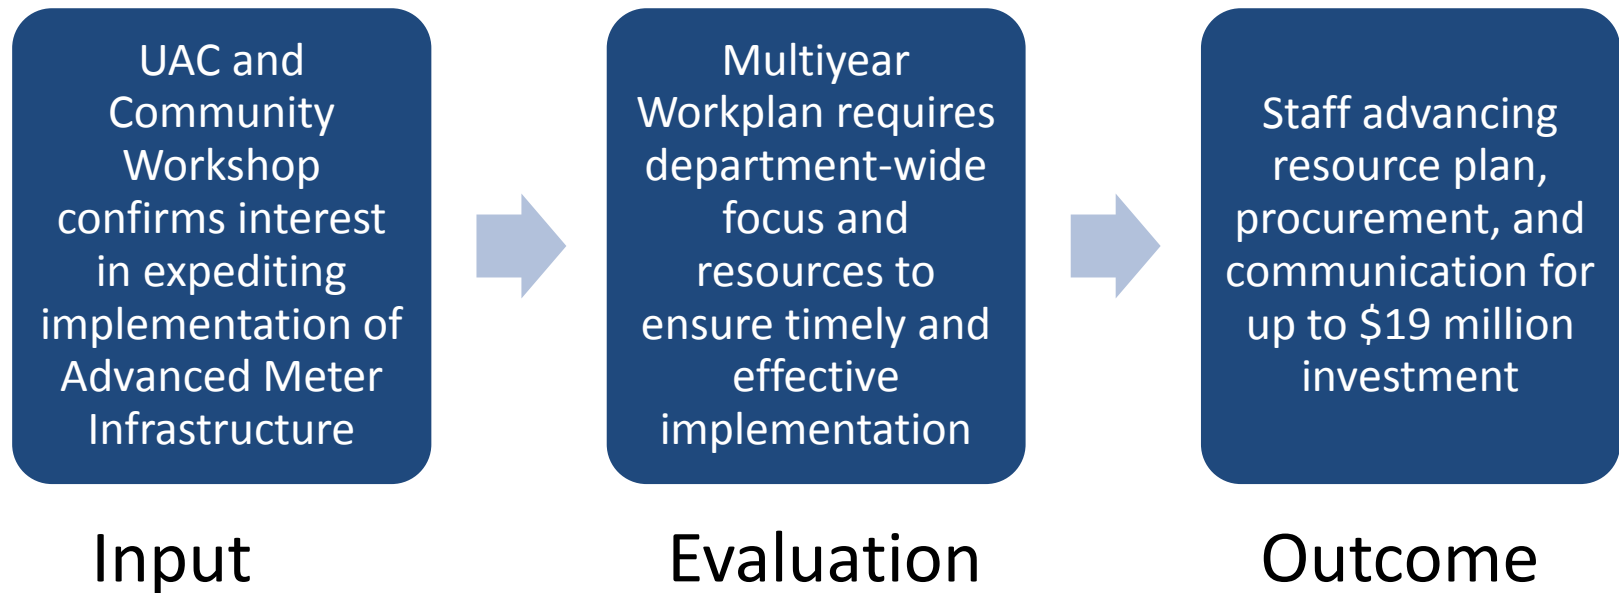 UAC and
Community
Workshop
confirms interest
in expediting
implementation of
Advanced Meter
Infrastructure
Multiyear
Workplan requires
department-wide
focus and
resources to
ensure timely and
effective
implementation
Staff advancing
resource plan,
procurement, and
communication for
up to $19 million
investment
Input
Evaluation
Outcome